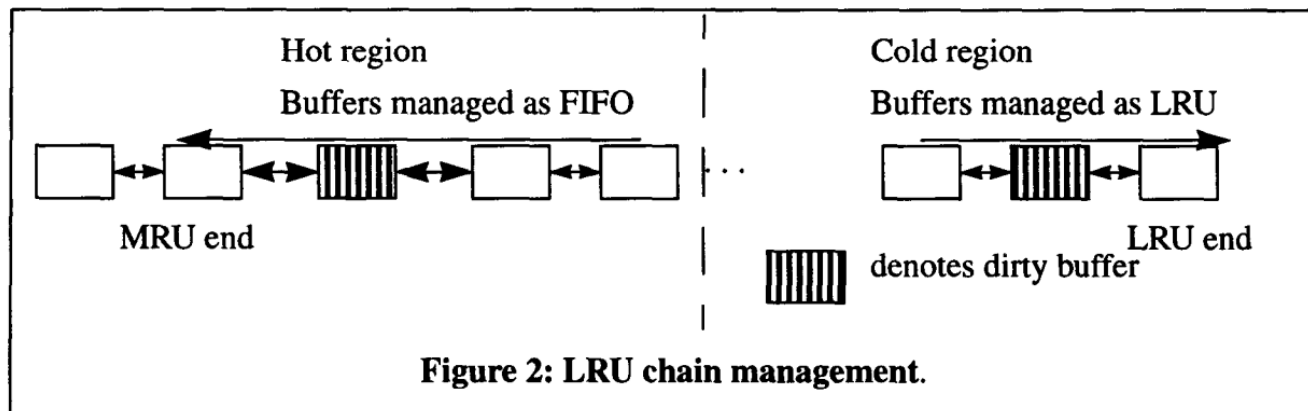 Hot region
Buffers managed as FIFO
Cold region
Buffers managed as LRU
. . .
MRU end
LRU end
denotes dirty buffer
Figure 2: LRU chain management.